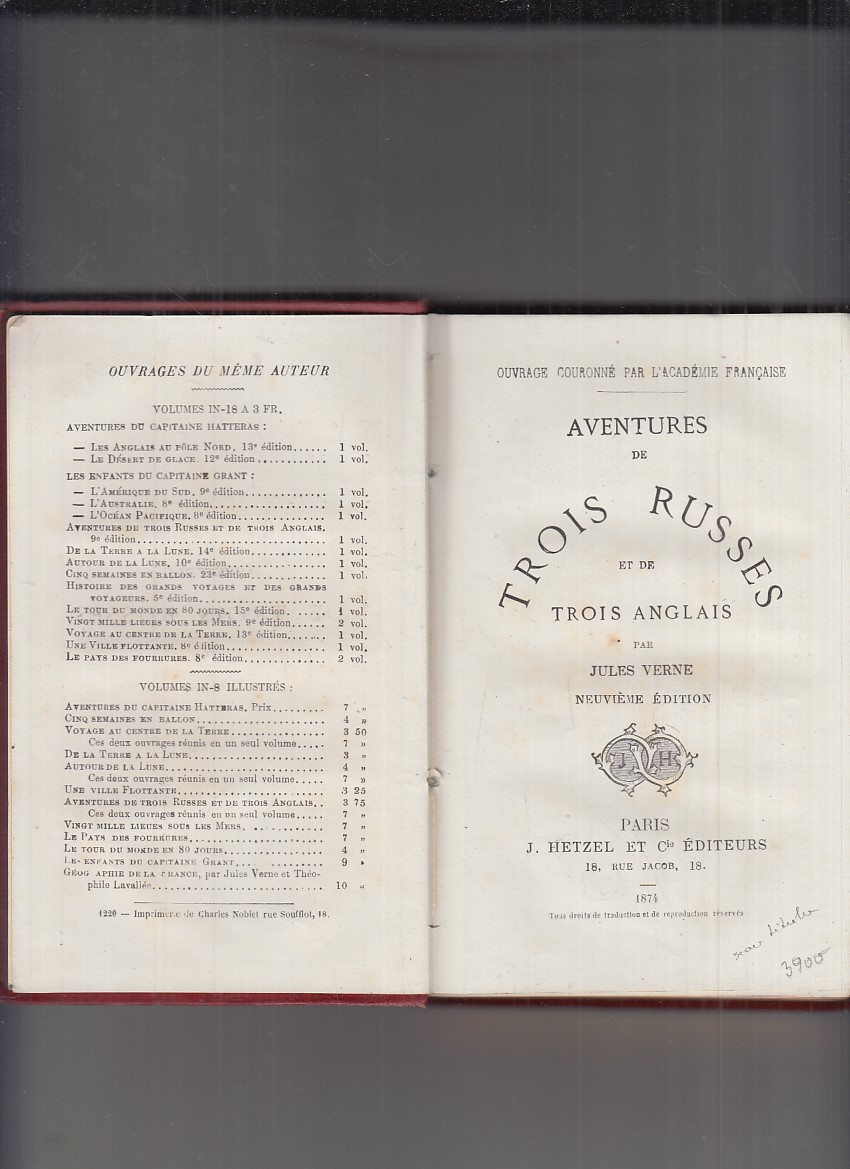 OUVRAGES DU MÊME AUTEUR
VOLUMES IN-18 A 3 FR.
AVENTURES DU CAPITAINE HATTERAS :
— LES ANGLAIS AU PÔLE NORD. 13e édition...... 1 vol.
— LE DÉSERT DE GLACE. 12e édition............ 1 vol.
LES ENFANTS DU CAPITAINE GRANT :
— L'AMÉRIQUE DU SUD. 9e édition............. 1 vol.
— L'AUSTRALIE. 8e édition..................... 1 vol.
— L'OCÉAN PACIFIQUE. 8e édition.............. 1 vol.
AVENTURES DE TROIS RUSSES ET DE TROIS ANGLAIS.
9e édition.................................. 1 vol.
DE LA TERRE A LA LUNE. 14e édition............ 1 vol.
AUTOUR DE LA LUNE. 10e édition................ 1 vol.
CINQ SEMAINES EN BALLON. 23e édition............ 1 vol.
HISTOIRE DES GRANDS VOYAGES ET DES GRANDS
VOYAGEURS. 5e édition......................... 1 vol.
LE TOUR DU MONDE EN 80 JOURS. 15e édition. ..... 1 vol.
VINGT MILLE LIEUES SOUS LES MERS. 9e édition...... 2 vol.
VOYAGE AU CENTRE DE LA TERRE. 13e édition....... 1 vol.
UNE VILLE FLOTTANTE. 8e édition................ 1 vol.
LE PAYS DES FOURRURES. 8e édition.............. 2 vol.
VOLUMES IN-8 ILLUSTRÉS :
AVENTURES DU CAPITAINE HATTERAS. Prix......... 7 »
CINQ SEMAINES EN BALLON....................... 4 »
VOYAGE AU CENTRE DE LA TERRE................. 3 50
Ces deux ouvrages réunis en un seul volume..... 7 »
DE LA TERRE A LA LUNE........................ 3 »
AUTOUR DE LA LUNE............................. 4 »
Ces deux ouvrages réunis en un seul volume..... 7 »
UNE VILLE FLOTTANTE.......................... 3 25
AVENTURES DE TROIS RUSSES ET DE TROIS ANGLAIS.. 3 75
Ces deux ouvrages réunis en un seul volume..... 7 »
VINGT MILLE LIEUES SOUS LES MERS. ............. 7 »
LE PAYS DES FOURRURES........................ 7 »
LE TOUR DU MONDE EN 80 JOURS.................. 4 »
LES ENFANTS DU CAPITAINE GRANT.... ......... 9 »
GÉOGRAPHIE DE LA FRANCE, par Jules Verne et Théo-
phile Lavallée............................... 10 »
1220 — Imprimerie de Charles Noblet rue Soufflot, 18.
OUVRAGE COURONNÉ PAR L'ACADÉMIE FRANÇAISE
AVENTURES
DE
TROIS RUSSES
ET DE
TROIS ANGLAIS
PAR
JULES VERNE
NEUVIÈME ÉDITION
J H
PARIS
J. HETZEL ET Cie ÉDITEURS
18, RUE JACOB, 18.
1874
Tous droits de traduction et de reproduction réservés
3900